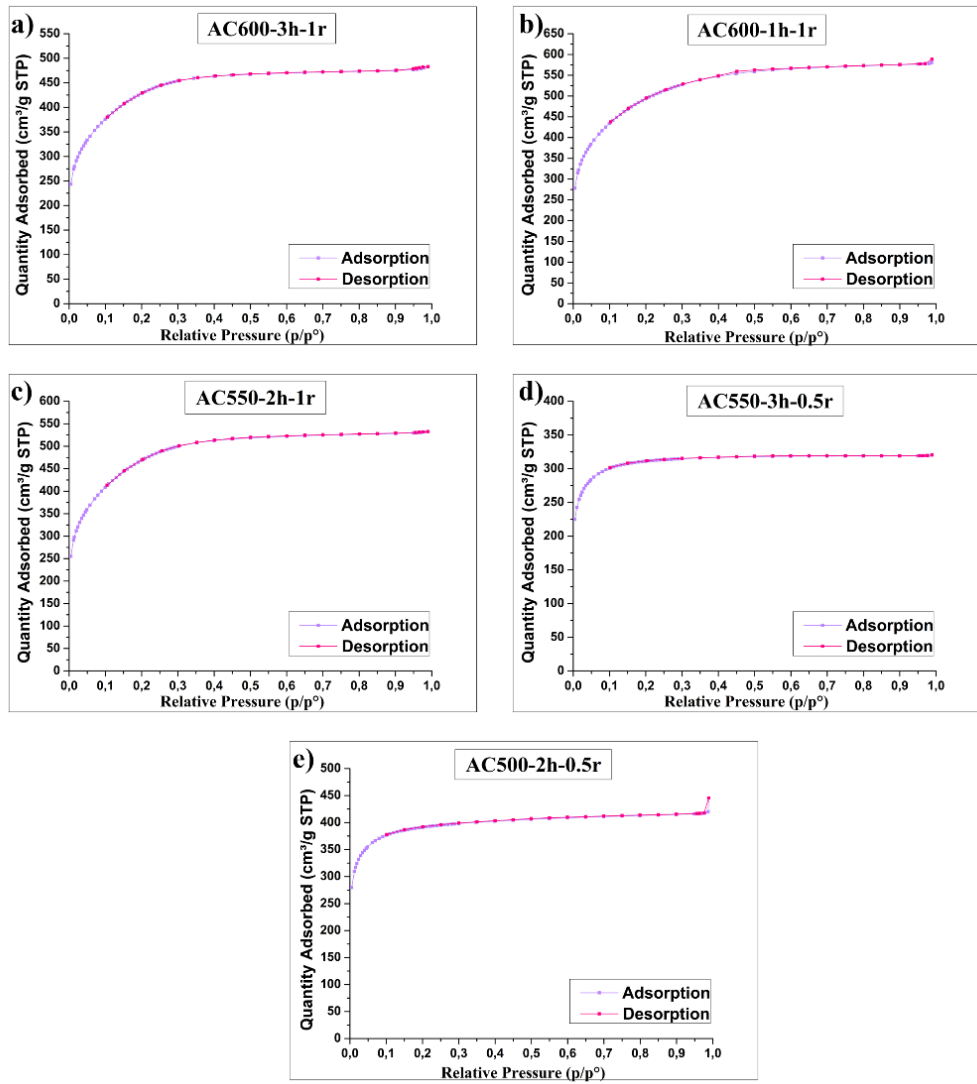 a)
AC600-3h-1r
Quantity Adsorbed (cm³/g STP)
550
500
450
400
350
300
250
200
150
100
50
0
Adsorption
Desorption
0,0 0,1 0,2 0,3 0,4 0,5 0,6 0,7 0,8 0,9 1,0
Relative Pressure (p/p°)
b)
AC600-1h-1r
Quantity Adsorbed (cm³/g STP)
650
600
550
500
450
400
350
300
250
200
150
100
50
0
Adsorption
Desorption
0,0 0,1 0,2 0,3 0,4 0,5 0,6 0,7 0,8 0,9 1,0
Relative Pressure (p/p°)
c)
AC550-2h-1r
Quantity Adsorbed (cm³/g STP)
600
550
500
450
400
350
300
250
200
150
100
50
0
Adsorption
Desorption
0,0 0,1 0,2 0,3 0,4 0,5 0,6 0,7 0,8 0,9 1,0
Relative Pressure (p/p°)
d)
AC550-3h-0.5r
Quantity Adsorbed (cm³/g STP)
400
350
300
250
200
150
100
50
0
Adsorption
Desorption
0,0 0,1 0,2 0,3 0,4 0,5 0,6 0,7 0,8 0,9 1,0
Relative Pressure (p/p°)
e)
AC500-2h-0.5r
Quantity Adsorbed (cm³/g STP)
500
450
400
350
300
250
200
150
100
50
0
Adsorption
Desorption
0,0 0,1 0,2 0,3 0,4 0,5 0,6 0,7 0,8 0,9 1,0
Relative Pressure (p/p°)